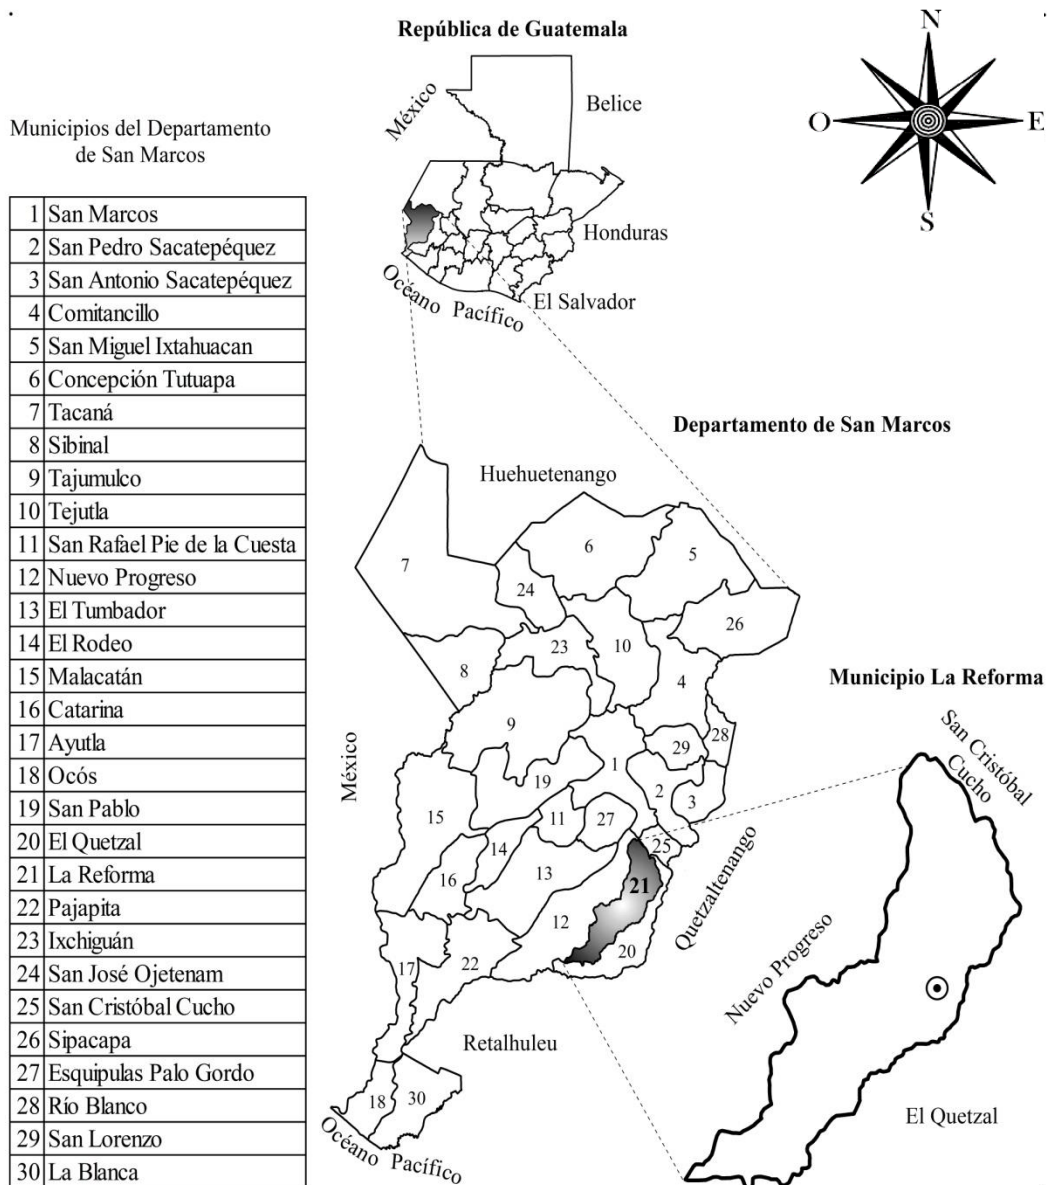 República de Guatemala
México
Belice
Honduras
El Salvador
Océano Pacífico
N
O
E
S
Municipios del Departamento
de San Marcos
1 San Marcos
2 San Pedro Sacatepéquez
3 San Antonio Sacatepéquez
4 Comitancillo
5 San Miguel Ixtahuacan
6 Concepción Tutuapa
7 Tacaná
8 Sibinal
9 Tajumulco
10 Tejutla
11 San Rafael Pie de la Cuesta
12 Nuevo Progreso
13 El Tumbador
14 El Rodeo
15 Malacatán
16 Catarina
17 Ayutla
18 Ocós
19 San Pablo
20 El Quetzal
21 La Reforma
22 Pajapita
23 Ixchiguán
24 San José Ojetenam
25 San Cristóbal Cucho
26 Sipacapa
27 Esquipulas Palo Gordo
28 Río Blanco
29 San Lorenzo
30 La Blanca
Departamento de San Marcos
Huehuetenango
7
6
5
24
26
23
10
8
4
9
28
29
1
19
2
3
15
11
27
14
25
13
16
21
12
20
17
22
18
30
México
Quetzaltenango
Retalhuleu
Océano Pacífico
Municipio La Reforma
San Cristóbal
Cucho
Nuevo Progreso
El Quetzal